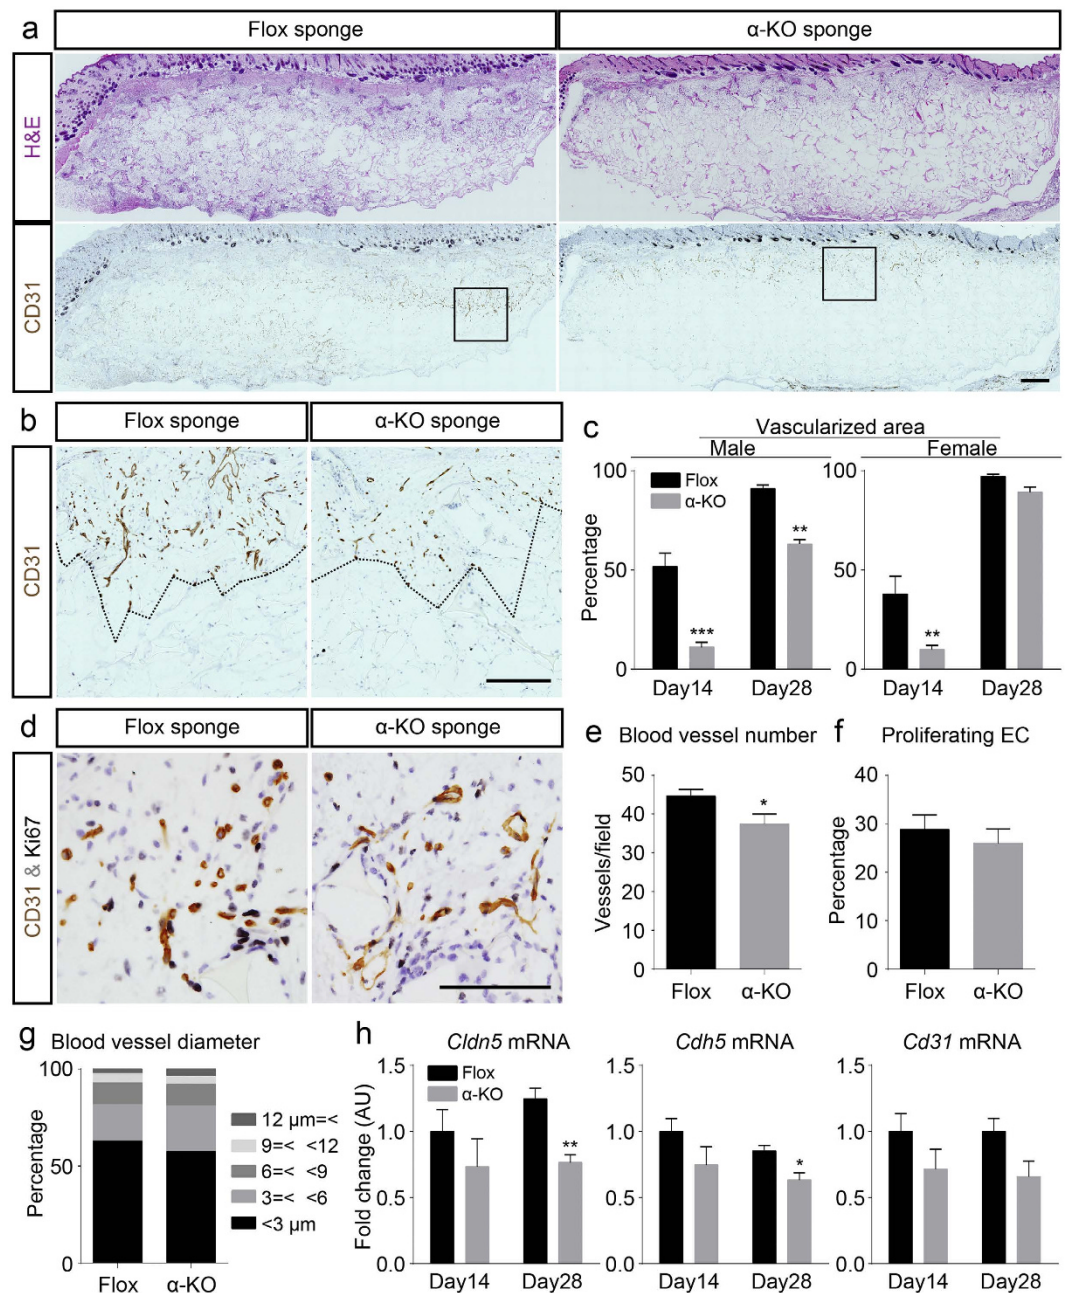 a
Flox sponge
α-KO sponge
H&E
CD31
b
Flox sponge
α-KO sponge
CD31
c
Vascularized area
Male
Female
Percentage
100
50
0
Flox
α-KO
***
**
Day14
Day28
100
50
0
**
Day14
Day28
d
Flox sponge
α-KO sponge
CD31 & Ki67
e
Blood vessel number
Vessels/field
50
40
30
20
10
0
*
Flox
α-KO
f
Proliferating EC
Percentage
40
30
20
10
0
Flox
α-KO
g
Blood vessel diameter
Percentage
100
50
0
Flox
α-KO
12 µm=<
9=< <12
6=< <9
3=< <6
<3 µm
h
Cldn5 mRNA
Fold change (AU)
1.5
1.0
0.5
0.0
Flox
α-KO
**
Day14
Day28
Cdh5 mRNA
1.5
1.0
0.5
0.0
*
Day14
Day28
Cd31 mRNA
1.5
1.0
0.5
0.0
Day14
Day28